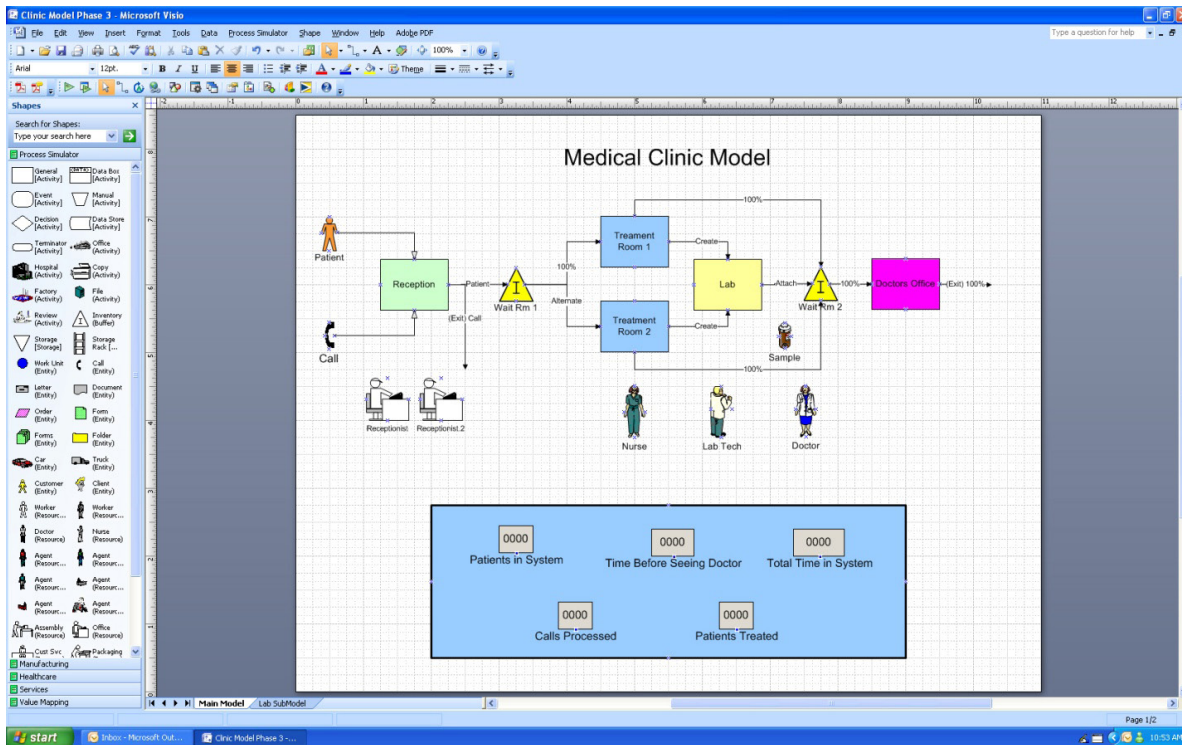 Clinic Model Phase 3 - Microsoft Visio
File Edit View Insert Format Tools Data Process Simulator Shape Window Help Adobe PDF
Type a question for help
100%
Arial 12pt. B I U A Theme
Shapes
Search for Shapes:
Type your search here
Process Simulator
General [Activity]
Data Box [Activity]
Event [Activity]
Manual [Activity]
Decision [Activity]
Data Store [Activity]
Terminator [Activity]
Office (Activity)
Hospital (Activity)
Copy (Activity)
Factory (Activity)
File (Activity)
Review (Activity)
Inventory (Buffer)
Storage [Storage]
Storage Rack [...
Work Unit (Entity)
Call (Entity)
Letter (Entity)
Document (Entity)
Order (Entity)
Form (Entity)
Forms (Entity)
Folder (Entity)
Car (Entity)
Truck (Entity)
Customer (Entity)
Client (Entity)
Worker (Resourc...
Worker (Resourc...
Doctor (Resource)
Nurse (Resource)
Agent (Resourc...
Agent (Resourc...
Agent (Resourc...
Agent (Resourc...
Agent (Resourc...
Agent (Resourc...
Assembly (Resource)
Office (Resource)
Cust Svc
Packaging
Manufacturing
Healthcare
Services
Value Mapping
Medical Clinic Model
Patient
Call
Reception
Patient
(Exit) Call
Receptionist
Receptionist.2
I
Wait Rm 1
100%
Alternate
Treament
Room 1
Treatment
Room 2
Create
Create
100%
100%
Lab
Attach
I
Wait Rm 2
100%
Doctors Office
(Exit) 100%
Sample
Nurse
Lab Tech
Doctor
0000
Patients in System
0000
Time Before Seeing Doctor
0000
Total Time in System
0000
Calls Processed
0000
Patients Treated
Main Model
Lab SubModel
Page 1/2
start
Inbox - Microsoft Out...
Clinic Model Phase 3 -...
10:53 AM